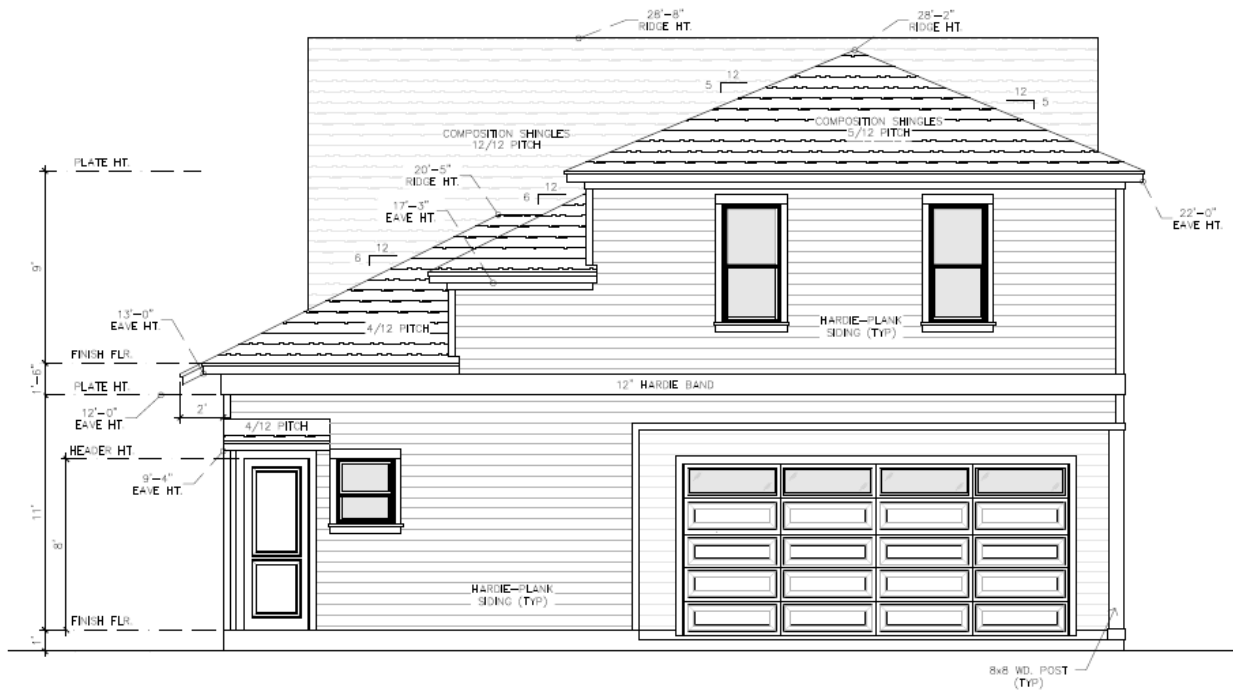 28'-8"
RIDGE HT.
28'-2"
RIDGE HT.
12
5
12
5
COMPOSITION SHINGLES
5/12 PITCH
COMPOSITION SHINGLES
12/12 PITCH
PLATE HT.
20'-5"
RIDGE HT.
12
6
17'-3"
EAVE HT.
22'-0"
EAVE HT.
12
6
9'
13'-0"
EAVE HT.
4/12 PITCH
HARDIE-PLANK
SIDING (TYP)
FINISH FLR.
1'-6"
PLATE HT.
12" HARDIE BAND
12'-0"
EAVE HT.
2'
4/12 PITCH
HEADER HT.
9'-4"
EAVE HT.
11'
8'
HARDIE-PLANK
SIDING (TYP)
FINISH FLR.
1'
8x8 WD. POST
(TYP)